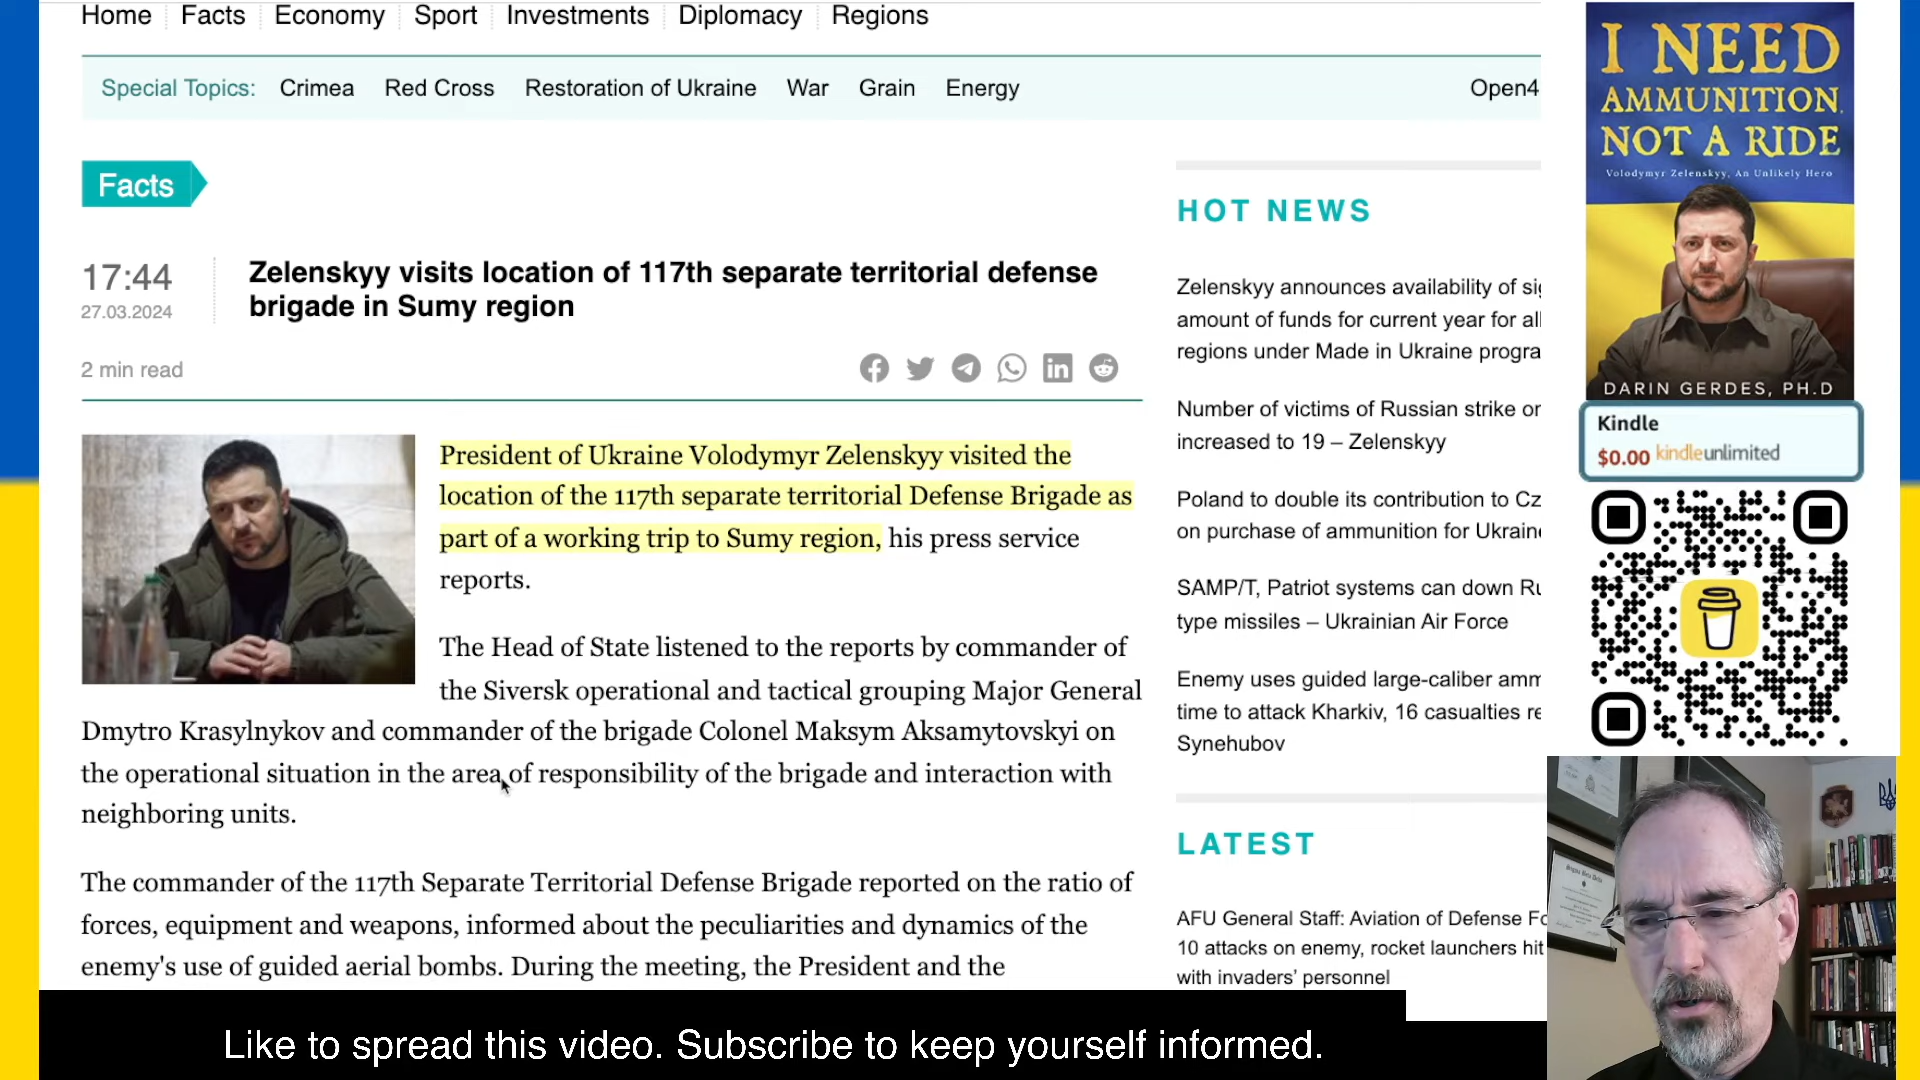 Home Facts Economy Sport Investments Diplomacy Regions
Special Topics: Crimea Red Cross Restoration of Ukraine War Grain Energy Open4
Facts
17:44
27.03.2024
Zelenskyy visits location of 117th separate territorial defense
brigade in Sumy region
2 min read
President of Ukraine Volodymyr Zelenskyy visited the
location of the 117th separate territorial Defense Brigade as
part of a working trip to Sumy region, his press service
reports.
The Head of State listened to the reports by commander of
the Siversk operational and tactical grouping Major General
Dmytro Krasylnykov and commander of the brigade Colonel Maksym Aksamytovskyi on
the operational situation in the area of responsibility of the brigade and interaction with
neighboring units.
The commander of the 117th Separate Territorial Defense Brigade reported on the ratio of
forces, equipment and weapons, informed about the peculiarities and dynamics of the
enemy's use of guided aerial bombs. During the meeting, the President and the
HOT NEWS
Zelenskyy announces availability of si
amount of funds for current year for al
regions under Made in Ukraine progra
Number of victims of Russian strike or
increased to 19 – Zelenskyy
Poland to double its contribution to Cz
on purchase of ammunition for Ukrain
SAMP/T, Patriot systems can down Ru
type missiles – Ukrainian Air Force
Enemy uses guided large-caliber amm
time to attack Kharkiv, 16 casualties re
Synehubov
LATEST
AFU General Staff: Aviation of Defense Fo
10 attacks on enemy, rocket launchers hit
with invaders' personnel
I NEED
AMMUNITION,
NOT A RIDE
Volodymyr Zelenskyy, An Unlikely Hero
DARIN GERDES, PH.D
Kindle
$0.00 kindleunlimited
Like to spread this video. Subscribe to keep yourself informed.